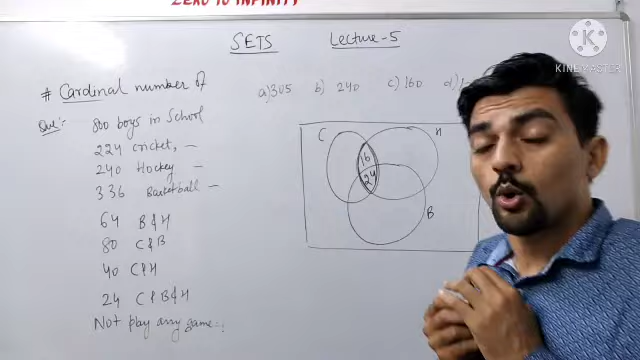 ZERO TO INFINITY
SETS Lecture-5
# Cardinal number of
a) 305 b) 240 c) 160 d)
Que:- 800 boys in School
224 Cricket, -
240 Hockey -
336 Basketball -
64 B & H
80 C & B
40 C & H
24 C & B & H
Not play any game :
C H
16
24
B
K
KINEMASTER